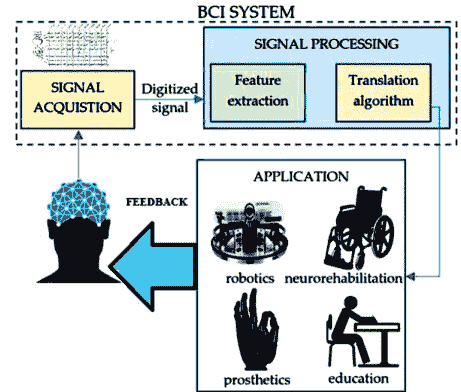 BCI SYSTEM
SIGNAL PROCESSING
SIGNAL
ACQUISTION
Digitized
signal
Feature
extraction
Translation
algorithm
APPLICATION
FEEDBACK
robotics
neurorehabilitation
prosthetics
education